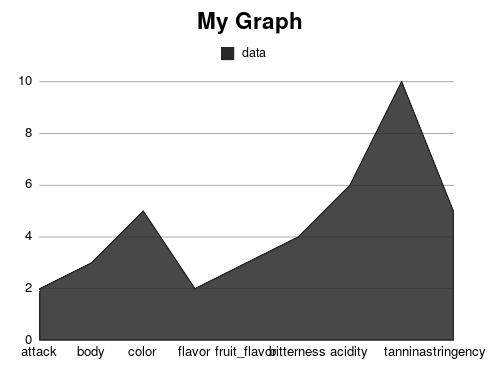 My Graph
data
10
8
6
4
2
0
attack body color flavor fruit_flavor bitterness acidity tannin astringency